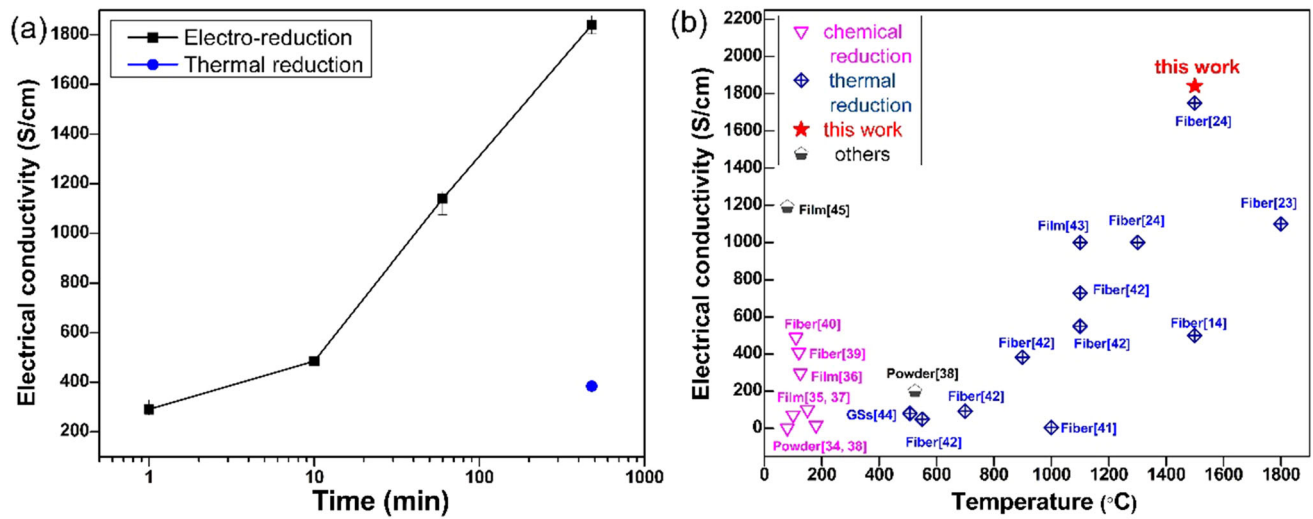 (a)
Electro-reduction
Thermal reduction
1800
1600
1400
1200
1000
800
600
400
200
Electrical conductivity (S/cm)
1
10
100
1000
Time (min)
(b)
chemical
reduction
thermal
reduction
this work
others
2200
2000
1800
1600
1400
1200
1000
800
600
400
200
0
Electrical conductivity (S/cm)
this work
Fiber[24]
Film[45]
Fiber[23]
Film[43]
Fiber[24]
Fiber[42]
Fiber[40]
Fiber[42]
Fiber[14]
Fiber[39]
Fiber[42]
Film[36]
Powder[38]
Film[35, 37]
Fiber[42]
GSs[44]
Fiber[42]
Fiber[41]
Powder[34, 38]
0
200
400
600
800
1000
1200
1400
1600
1800
Temperature (°C)